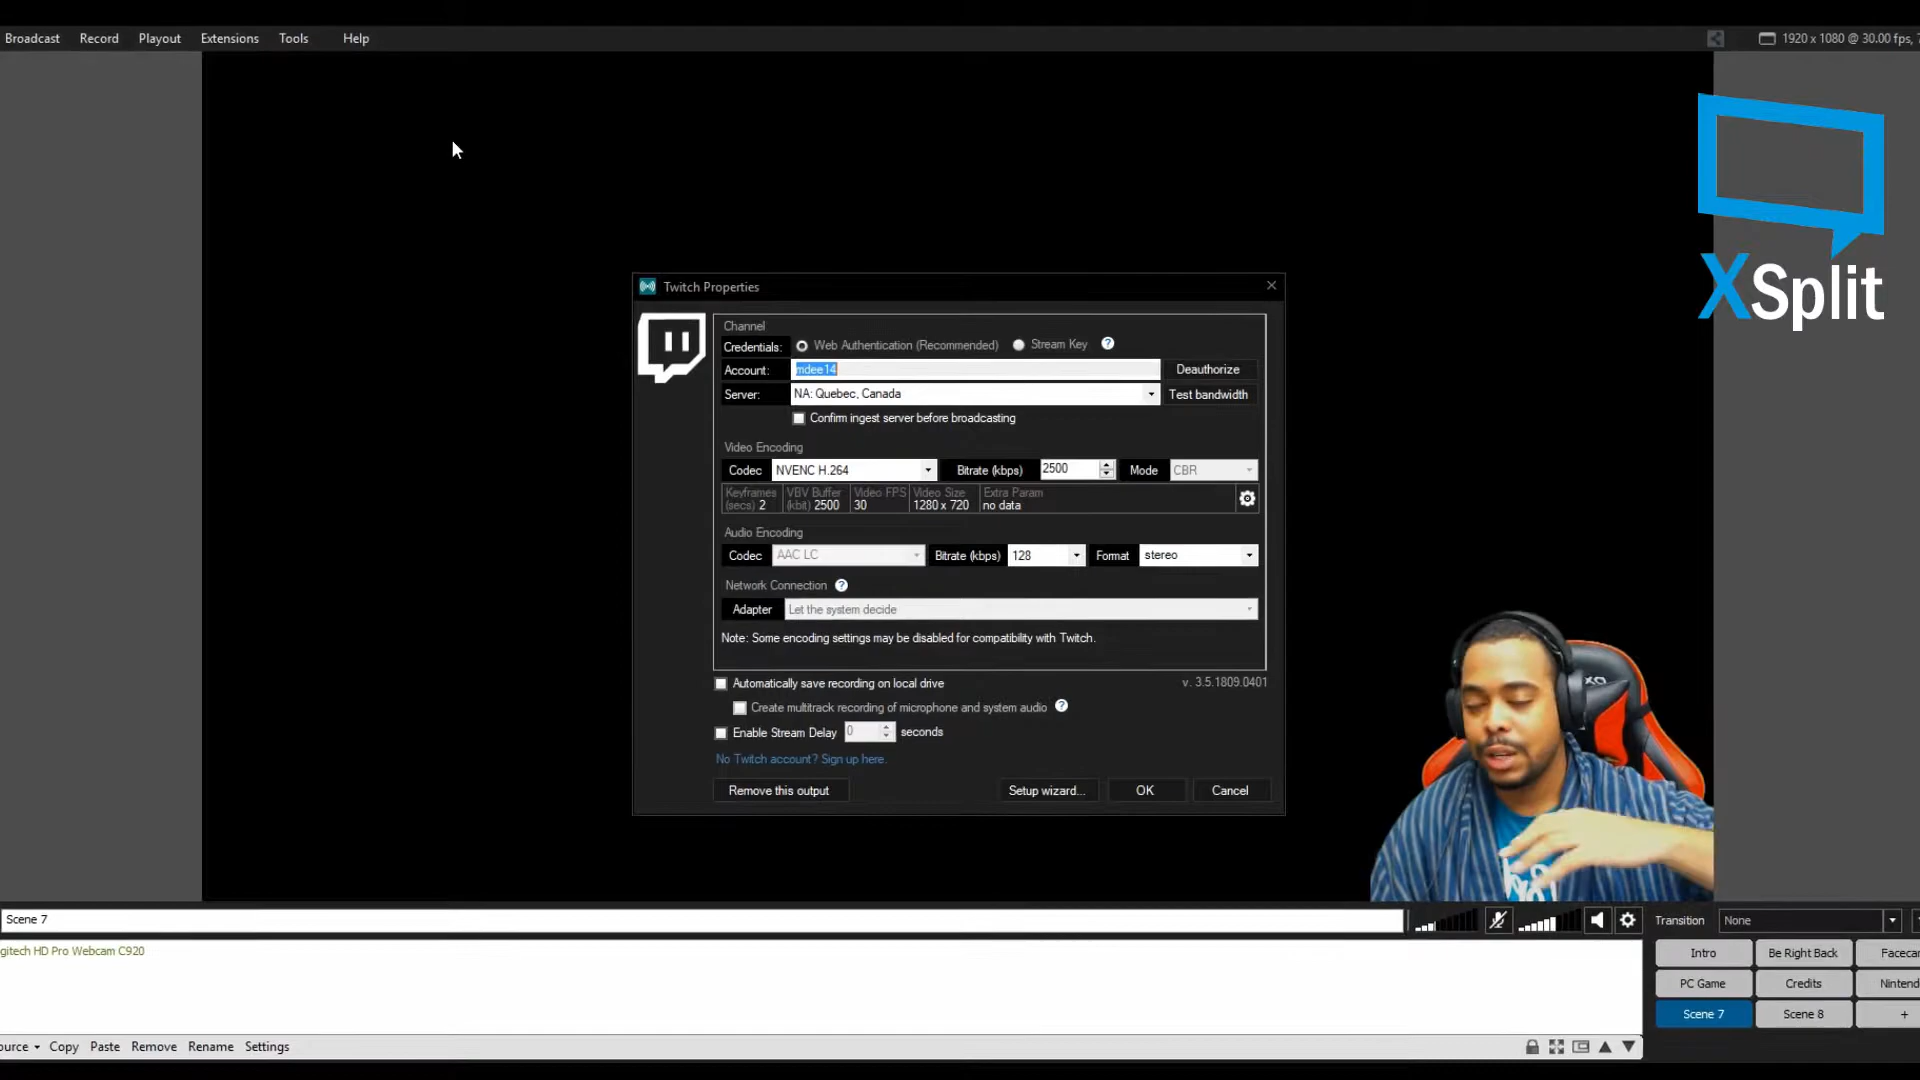 Broadcast Record Playout Extensions Tools Help 1920 x 1080 @ 30.00 fps,
XSplit
Twitch Properties
Channel
Credentials: Web Authentication (Recommended) Stream Key ?
Account: mdee14 Deauthorize
Server: NA: Quebec, Canada Test bandwidth
Confirm ingest server before broadcasting
Video Encoding
Codec NVENC H.264 Bitrate (kbps) 2500 Mode CBR
Keyframes VBV Buffer Video FPS Video Size Extra Param
(secs) 2 (kbit) 2500 30 1280 x 720 no data
Audio Encoding
Codec AAC LC Bitrate (kbps) 128 Format stereo
Network Connection ?
Adapter Let the system decide
Note: Some encoding settings may be disabled for compatibility with Twitch.
Automatically save recording on local drive v. 3.5.1809.0401
Create multitrack recording of microphone and system audio ?
Enable Stream Delay 0 seconds
No Twitch account? Sign up here.
Remove this output Setup wizard... OK Cancel
Scene 7 Transition None
gitech HD Pro Webcam C920
Intro Be Right Back Facecam
PC Game Credits Nintend
Scene 7 Scene 8 +
ource Copy Paste Remove Rename Settings